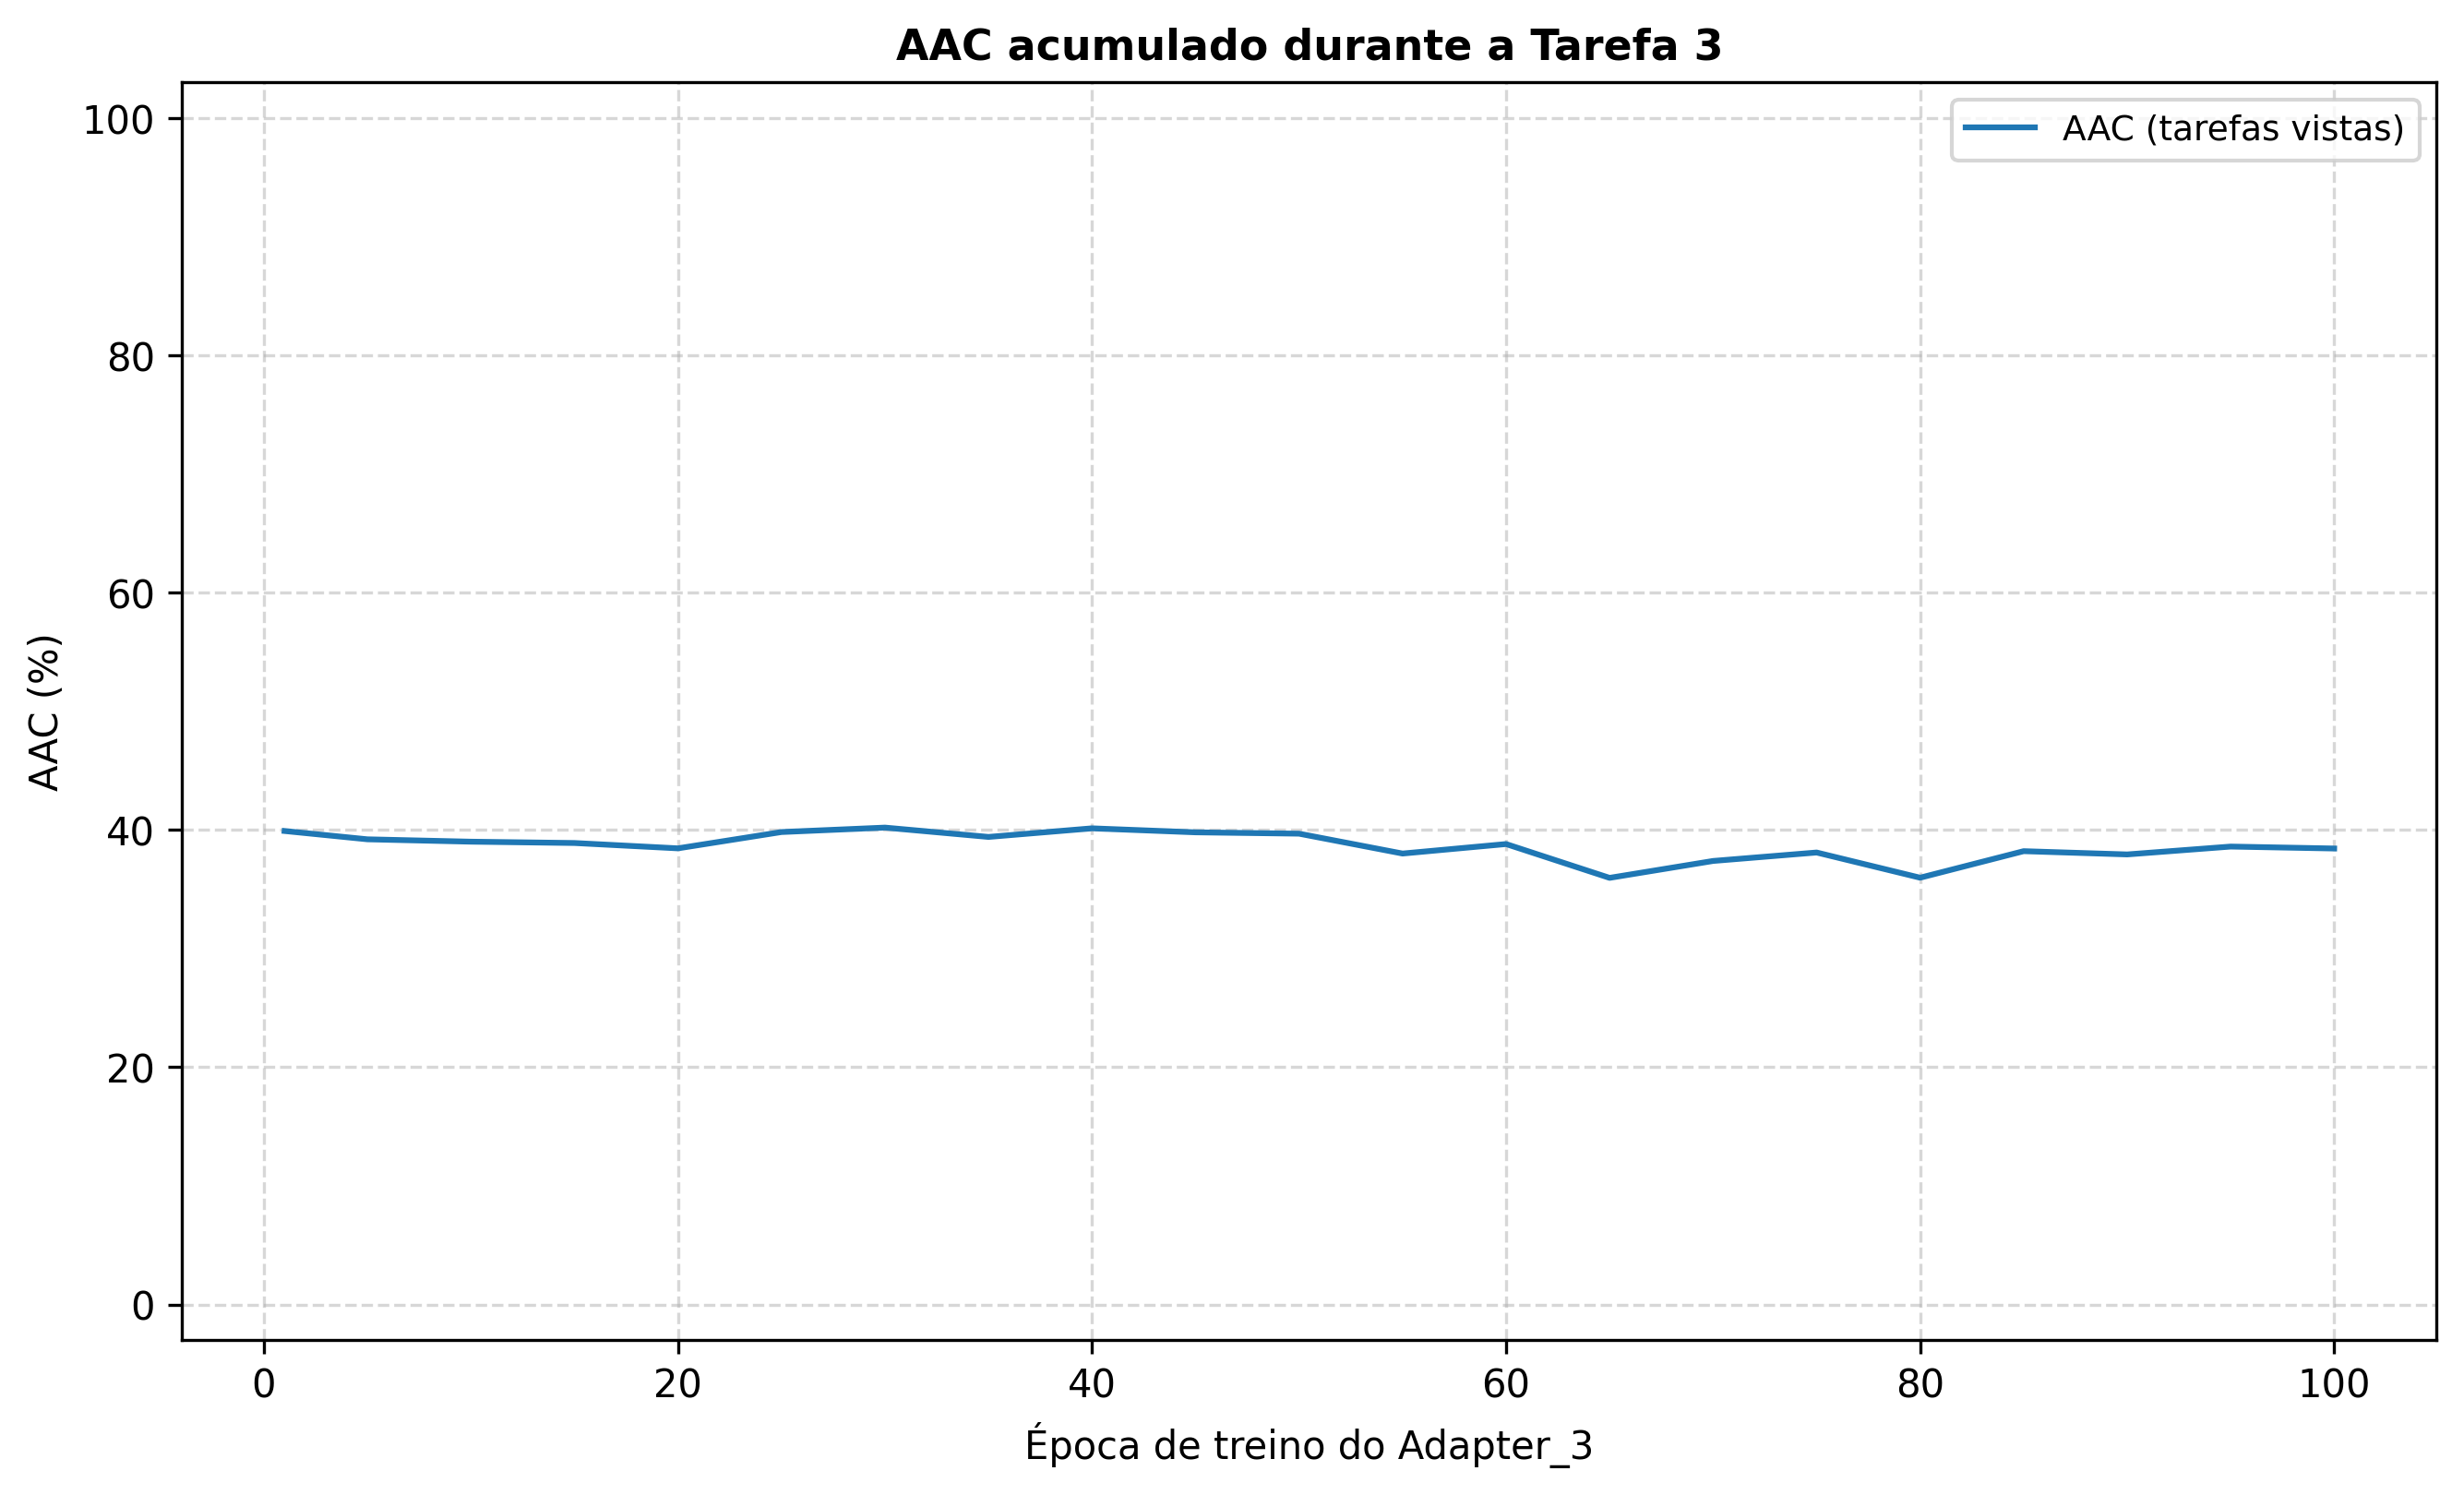 AAC acumulado durante a Tarefa 3
AAC (tarefas vistas)
AAC (%)
100
80
60
40
20
0
0 20 40 60 80 100
Época de treino do Adapter_3